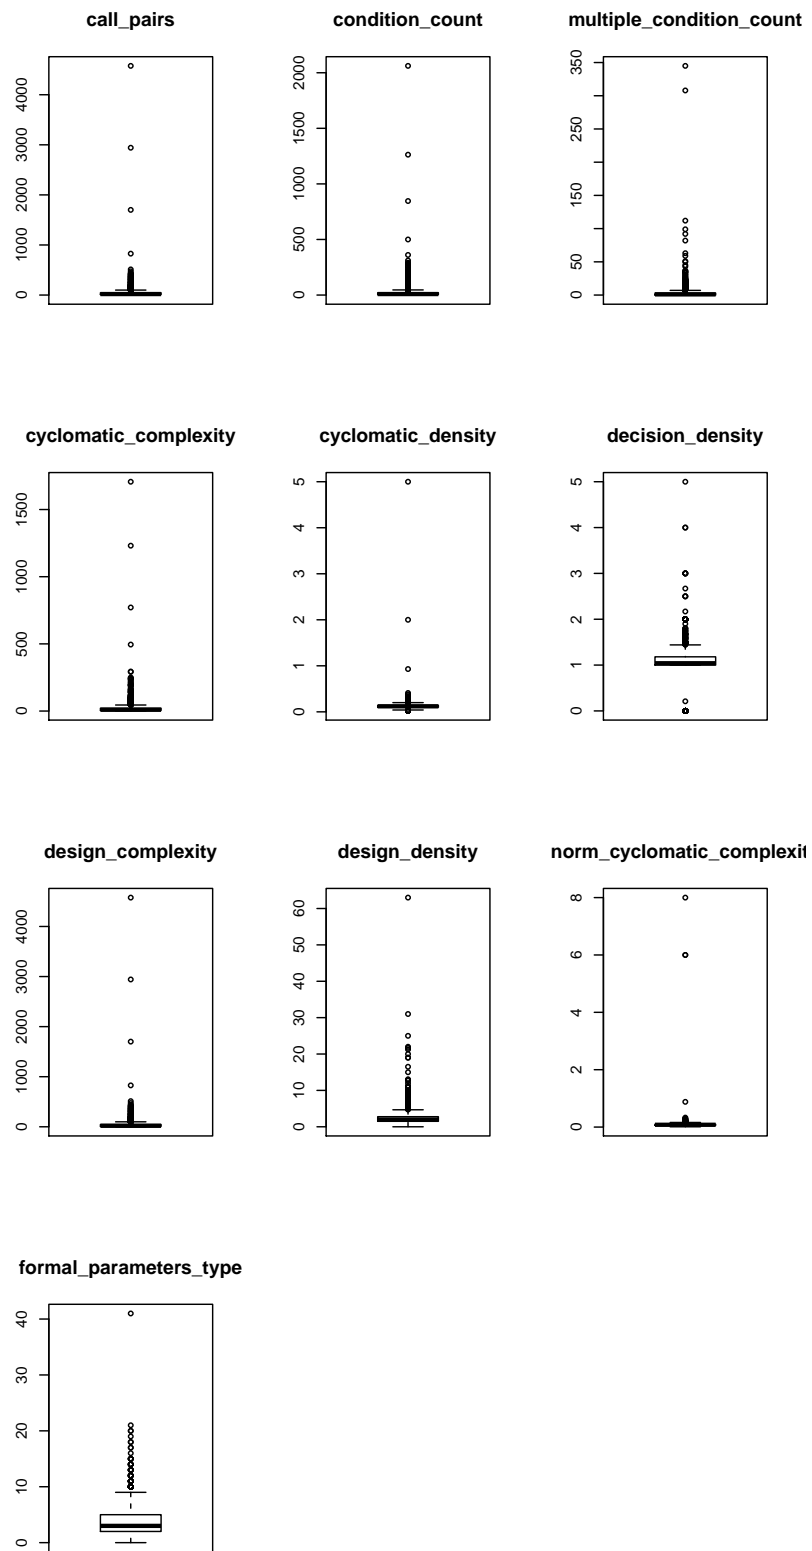 call_pairs condition_count multiple_condition_count
4000 2000 350
3000 1500 250
2000 1000 150
1000 500 50
0 0 0
cyclomatic_complexity cyclomatic_density decision_density
1500 5 5
1000 4 4
500 3 3
0 2 2
1 1
0 0
design_complexity design_density norm_cyclomatic_complexit
4000 60 8
3000 50 6
2000 40 4
1000 30 2
0 20 0
10
0
formal_parameters_type
40
30
20
10
0